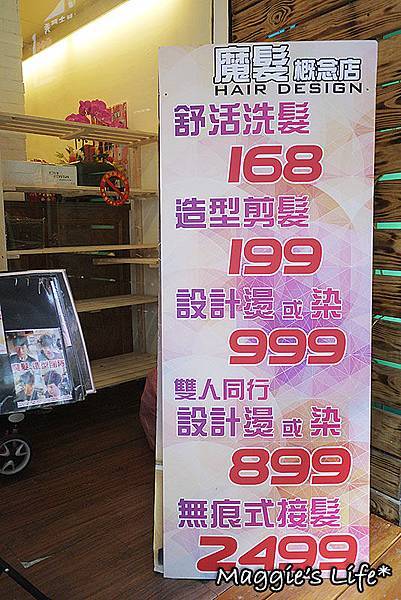 魔髮概念店
HAIR DESIGN
舒活洗髮
168
造型剪髮
199
設計燙或染
999
雙人同行
設計燙或染
899
無痕式接髮
2499
Maggie's Life*